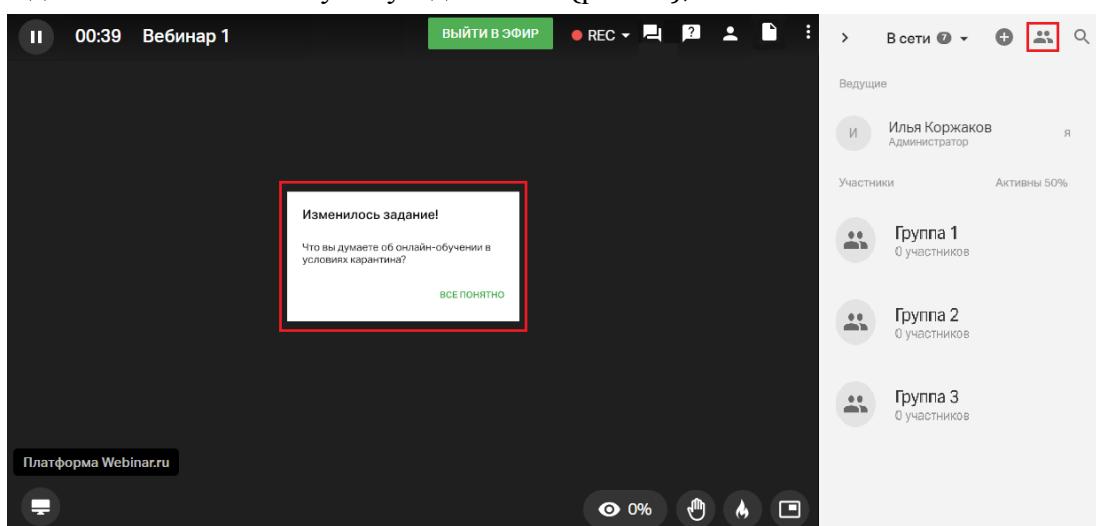 00:39 Вебинар 1 ВЫЙТИ В ЭФИР REC
В сети 7
Ведущие
И Илья Коржаков я
Администратор
Участники Активны 50%
Группа 1
0 участников
Группа 2
0 участников
Группа 3
0 участников
Изменилось задание!
Что вы думаете об онлайн-обучении в
условиях карантина?
ВСЕ ПОНЯТНО
Платформа Webinar.ru
0%